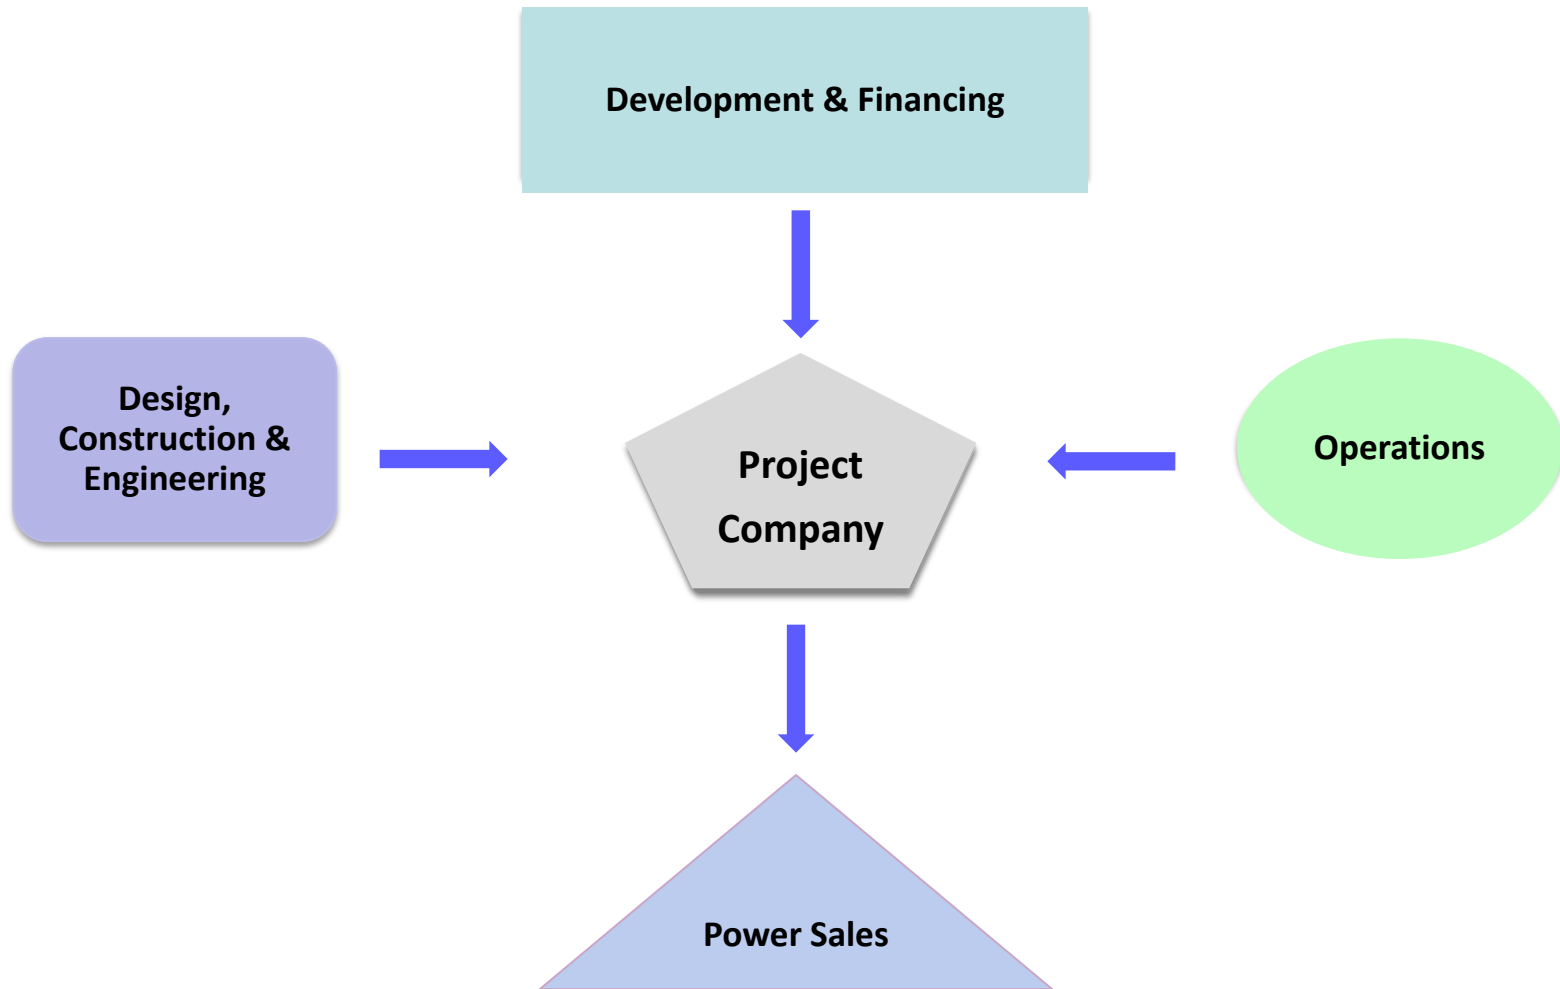 Development & Financing
Design,
Construction &
Engineering
Project
Company
Operations
Power Sales